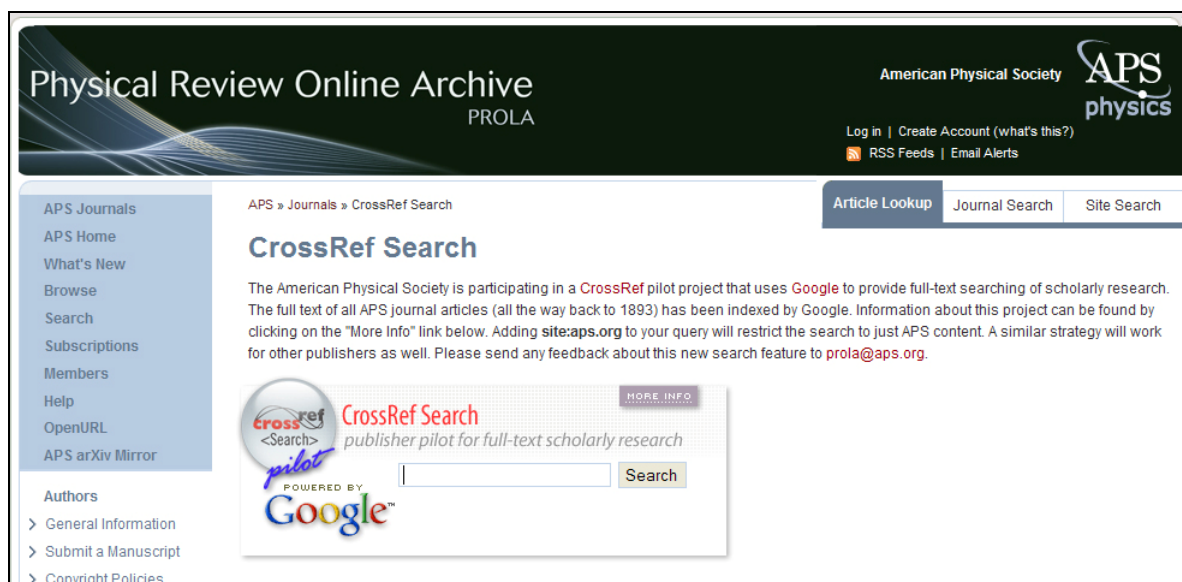 Physical Review Online Archive
PROLA
American Physical Society
APS
physics
Log in | Create Account (what's this?)
RSS Feeds | Email Alerts
APS Journals
APS Home
What's New
Browse
Search
Subscriptions
Members
Help
OpenURL
APS arXiv Mirror
Authors
> General Information
> Submit a Manuscript
> Copyright Policies
APS » Journals » CrossRef Search
Article Lookup
Journal Search
Site Search
CrossRef Search
The American Physical Society is participating in a CrossRef pilot project that uses Google to provide full-text searching of scholarly research.
The full text of all APS journal articles (all the way back to 1893) has been indexed by Google. Information about this project can be found by
clicking on the "More Info" link below. Adding site:aps.org to your query will restrict the search to just APS content. A similar strategy will work
for other publishers as well. Please send any feedback about this new search feature to prola@aps.org.
MORE INFO
crossref
<Search>
pilot
CrossRef Search
publisher pilot for full-text scholarly research
Search
POWERED BY
Google™